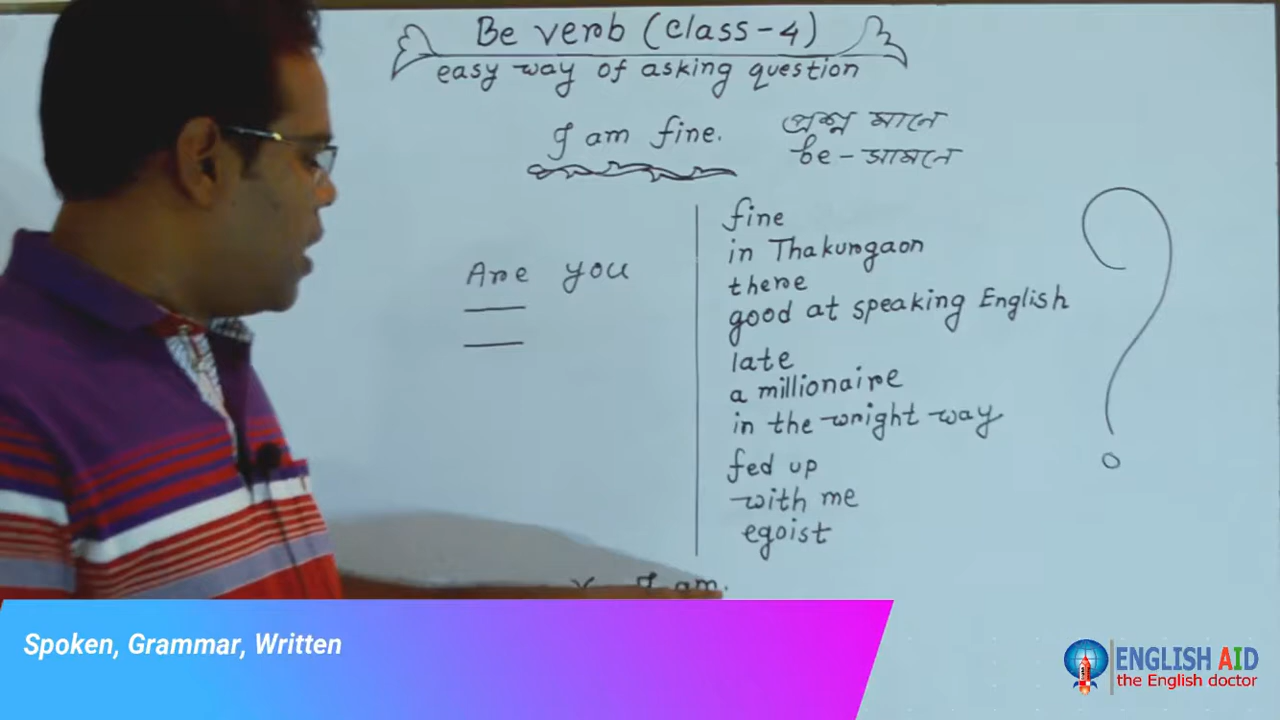 Be verb (class-4)
easy way of asking question
I am fine.
প্রশ্ন মানে
be - সামনে
Are you
fine
in Thakurgaon
there
good at speaking English
late
a millionaire
in the wright way
fed up
with me
egoist
I am.
Spoken, Grammar, Written
ENGLISH AID
the English doctor